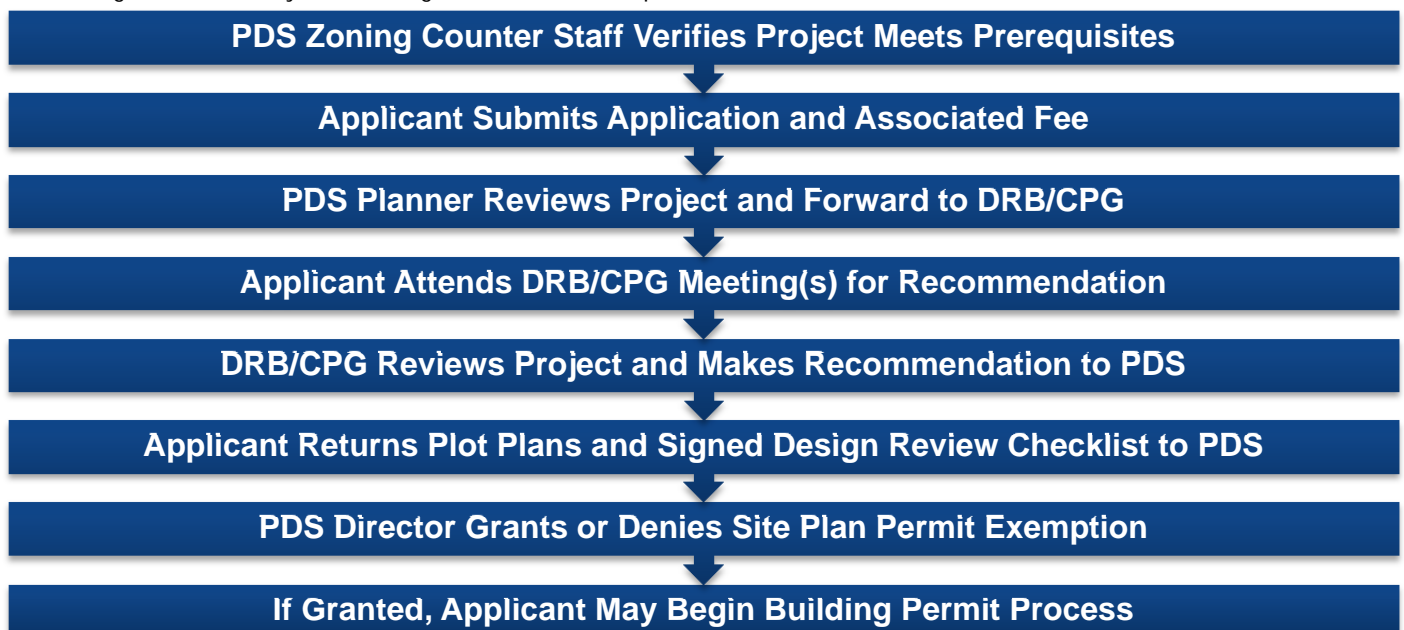 PDS Zoning Counter Staff Verifies Project Meets Prerequisites
Applicant Submits Application and Associated Fee
PDS Planner Reviews Project and Forward to DRB/CPG
Applicant Attends DRB/CPG Meeting(s) for Recommendation
DRB/CPG Reviews Project and Makes Recommendation to PDS
Applicant Returns Plot Plans and Signed Design Review Checklist to PDS
PDS Director Grants or Denies Site Plan Permit Exemption
If Granted, Applicant May Begin Building Permit Process